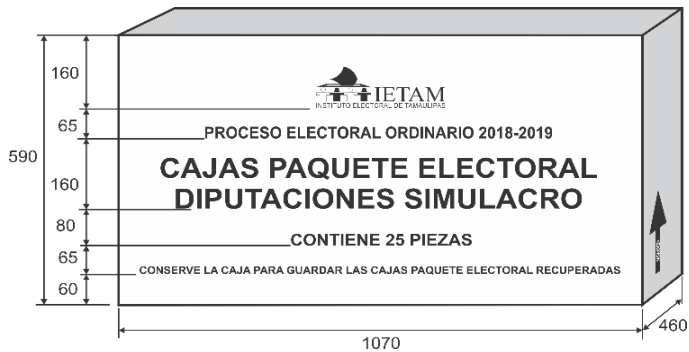 160
IETAM
INSTITUTO ELECTORAL DE TAMAULIPAS
65
PROCESO ELECTORAL ORDINARIO 2018-2019
590
160
CAJAS PAQUETE ELECTORAL
DIPUTACIONES SIMULACRO
80
CONTIENE 25 PIEZAS
65
CONSERVE LA CAJA PARA GUARDAR LAS CAJAS PAQUETE ELECTORAL RECUPERADAS
60
460
1070